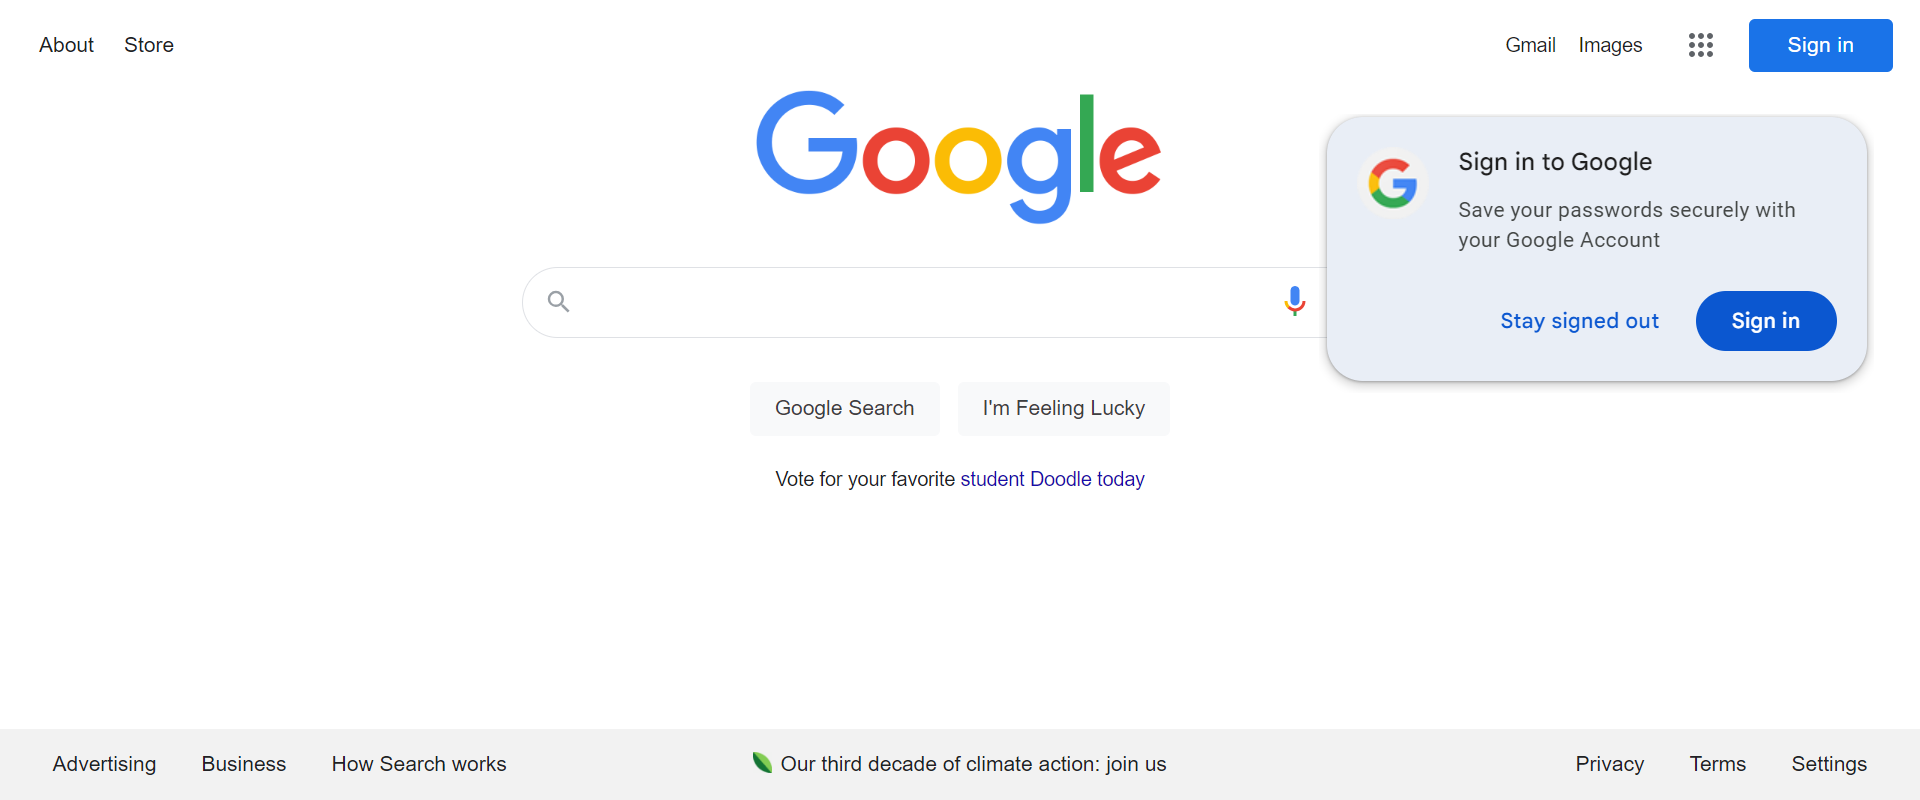 About Store Gmail Images Sign in
Google
Sign in to Google
Save your passwords securely with
your Google Account
Stay signed out Sign in
Google Search I'm Feeling Lucky
Vote for your favorite student Doodle today
Advertising Business How Search works Our third decade of climate action: join us Privacy Terms Settings